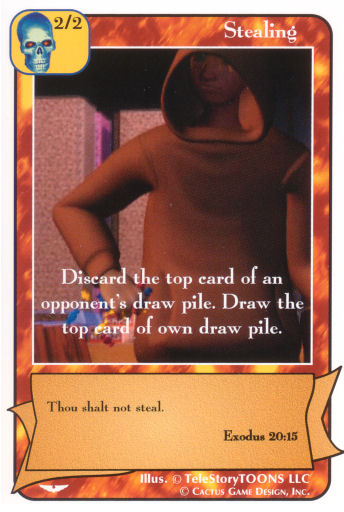 2/2
Stealing
Discard the top card of an
opponent's draw pile. Draw the
top card of own draw pile.
Thou shalt not steal.
Exodus 20:15
Illus. © TeleStoryTOONS LLC
© Cactus Game Design, Inc.